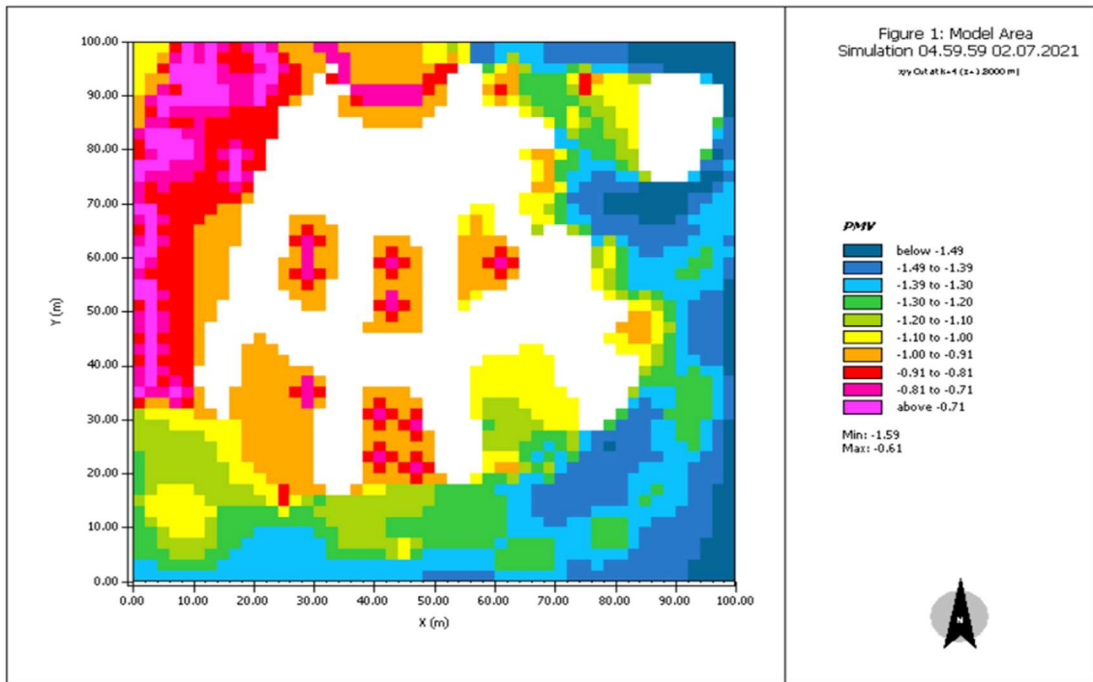 Figure 1: Model Area
Simulation 04.59.59 02.07.2021
x/y Cut at k=4 (z=1.8000 m)
100.00
90.00
80.00
70.00
60.00
50.00
40.00
30.00
20.00
10.00
0.00
Y (m)
0.00 10.00 20.00 30.00 40.00 50.00 60.00 70.00 80.00 90.00 100.00
X (m)
PMV
below -1.49
-1.49 to -1.39
-1.39 to -1.30
-1.30 to -1.20
-1.20 to -1.10
-1.10 to -1.00
-1.00 to -0.91
-0.91 to -0.81
-0.81 to -0.71
above -0.71
Min: -1.59
Max: -0.61
N